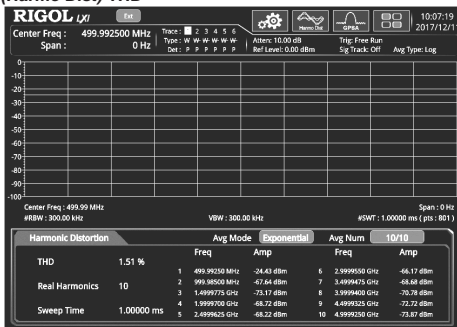 (Harmo Dist) THD
RIGOL LXI Ext Harmo Dist GPSA 10:07:19
2017/12/1
Center Freq : 499.992500 MHz
Span : 0 Hz
Trace : 1 2 3 4 5 6
Type : W W W W W W
Det : P P P P P P
Atten: 10.00 dB
Ref Level: 0.00 dBm
Trig: Free Run
Sig Track: Off Avg Type: Log
0
-10
-20
-30
-40
-50
-60
-70
-80
-90
-100
Center Freq : 499.99 MHz Span : 0 Hz
#RBW : 300.00 kHz VBW : 300.00 kHz #SWT : 1.00000 ms ( pts : 801 )
Harmonic Distortion Avg Mode Exponential Avg Num 10/10
THD 1.51 %
Real Harmonics 10
Sweep Time 1.00000 ms
Freq Amp Freq Amp
1 499.99250 MHz -24.43 dBm 6 2.9999550 GHz -66.17 dBm
2 999.98500 MHz -67.64 dBm 7 3.4999475 GHz -68.68 dBm
3 1.4999775 GHz -73.17 dBm 8 3.9999400 GHz -70.78 dBm
4 1.9999700 GHz -68.72 dBm 9 4.4999325 GHz -72.72 dBm
5 2.4999625 GHz -68.22 dBm 10 4.9999250 GHz -73.87 dBm